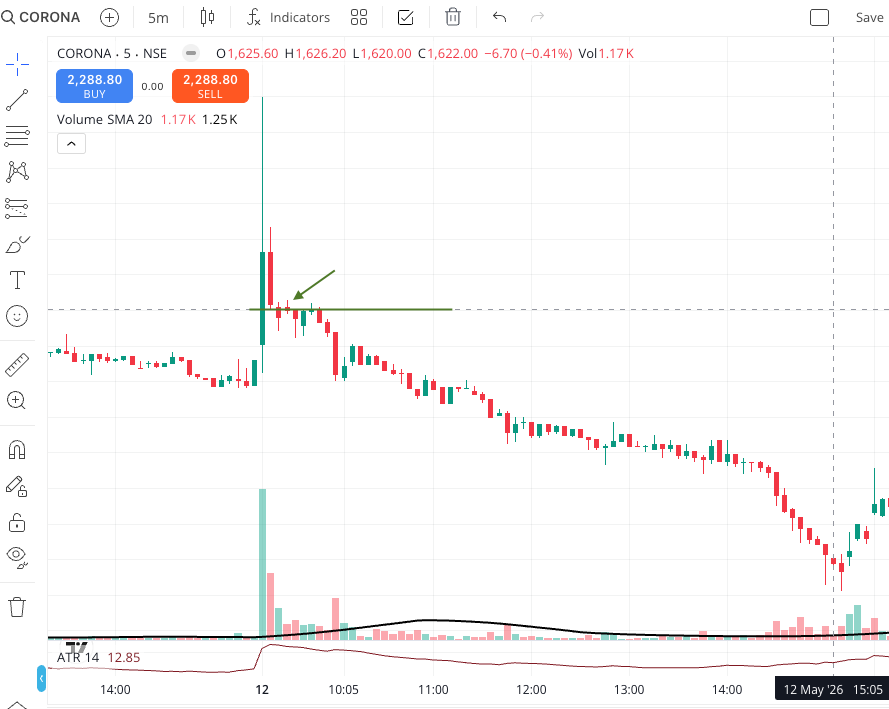 CORONA 5m Indicators Save
CORONA · 5 · NSE O1,625.60 H1,626.20 L1,620.00 C1,622.00 −6.70 (−0.41%) Vol1.17 K
2,288.80 0.00 2,288.80
BUY SELL
Volume SMA 20 1.17 K 1.25 K
ATR 14 12.85
14:00 12 10:05 11:00 12:00 13:00 14:00 12 May '26 15:05